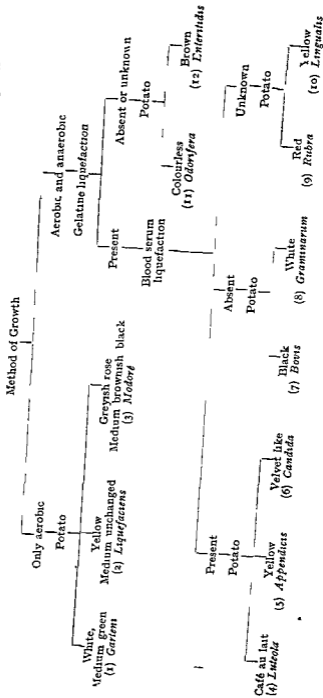 Method of Growth
Only aerobic
Aerobic and anaerobic
Potato
Gelatine liquefaction
White,
Medium green
(1) Gartens
Yellow
Medium unchanged
(2) Liquefaciens
Greyish rose
Medium brownish black
(3) Madoré
Present
Absent or unknown
Blood serum
liquefaction
Potato
Colourless
(11) Odorifera
Brown
(12) Enteritidis
Present
Absent
Unknown
Potato
Potato
Potato
Café au lait
(4) Luteola
Yellow
(5) Appendicis
Velvet like
(6) Candida
Black
(7) Bovis
White
(8) Graminarum
Red
(9) Rubra
Yellow
(10) Lingualis